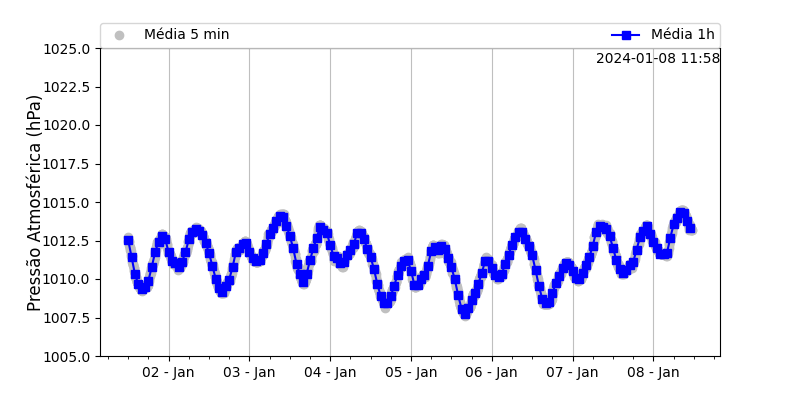 Média 5 min
Média 1h
2024-01-08 11:58
Pressão Atmosférica (hPa)
1025.0
1022.5
1020.0
1017.5
1015.0
1012.5
1010.0
1007.5
1005.0
02 - Jan
03 - Jan
04 - Jan
05 - Jan
06 - Jan
07 - Jan
08 - Jan